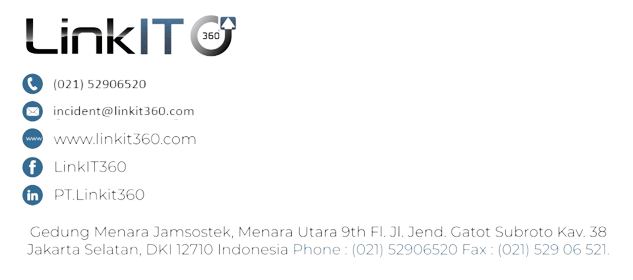 LinkIT 360
(021) 52906520
incident@linkit360.com
www www.linkit360.com
LinkIT360
in PT.Linkit360
Gedung Menara Jamsostek, Menara Utara 9th Fl. Jl. Jend. Gatot Subroto Kav. 38
Jakarta Selatan, DKI 12710 Indonesia Phone : (021) 52906520 Fax : (021) 529 06 521.